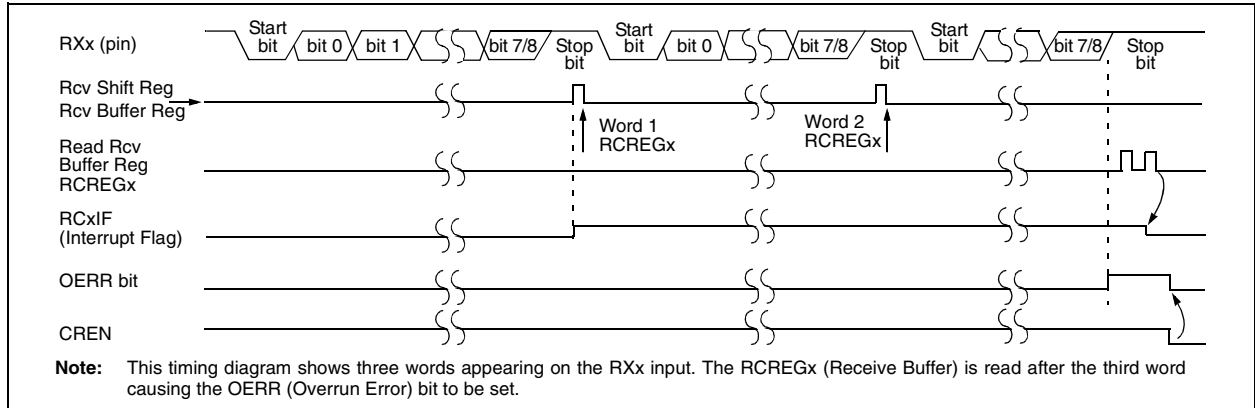 RXx (pin)
Start bit
bit 0
bit 1
bit 7/8
Stop bit
Start bit
bit 0
bit 7/8
Stop bit
Start bit
bit 7/8
Stop bit
Rcv Shift Reg
Rcv Buffer Reg
Word 1
RCREGx
Word 2
RCREGx
Read Rcv
Buffer Reg
RCREGx
RCxIF
(Interrupt Flag)
OERR bit
CREN
Note: This timing diagram shows three words appearing on the RXx input. The RCREGx (Receive Buffer) is read after the third word
causing the OERR (Overrun Error) bit to be set.